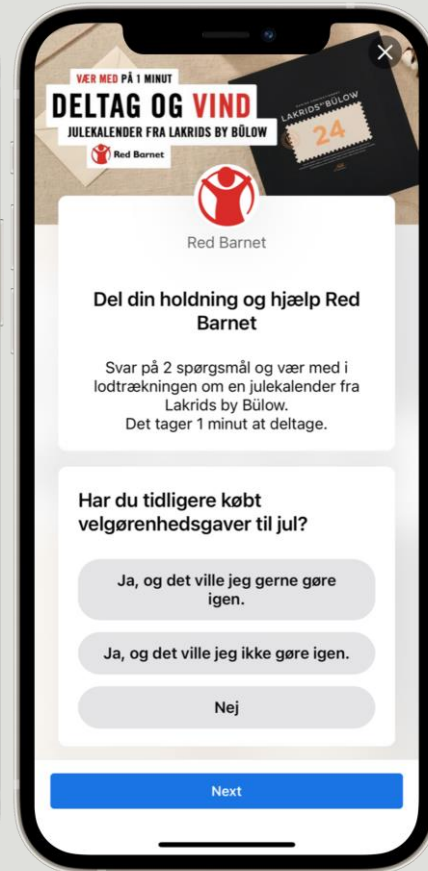 VÆR MED PÅ 1 MINUT
DELTAG OG VIND
JULEKALENDER FRA LAKRIDS BY BÜLOW
Red Barnet
LAKRIDS BY BÜLOW
24
Red Barnet
Del din holdning og hjælp Red
Barnet
Svar på 2 spørgsmål og vær med i
lodtrækningen om en julekalender fra
Lakrids by Bülow.
Det tager 1 minut at deltage.
Har du tidligere købt
velgørenhedsgaver til jul?
Ja, og det ville jeg gerne gøre
igen.
Ja, og det ville jeg ikke gøre igen.
Nej
Next